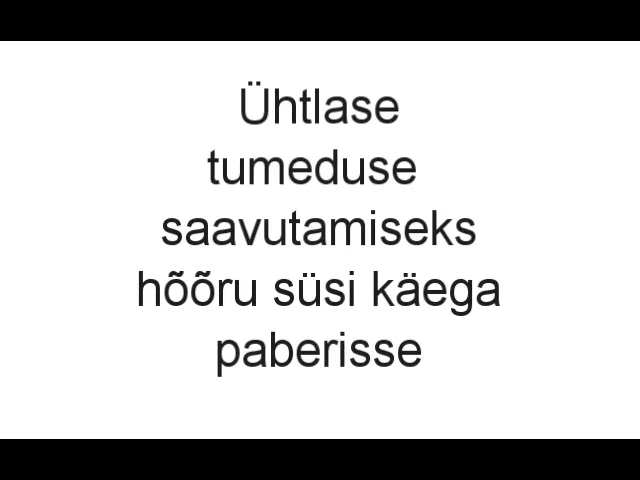 Ühtlase
tumeduse
saavutamiseks
hõõru süsi käega
paberisse